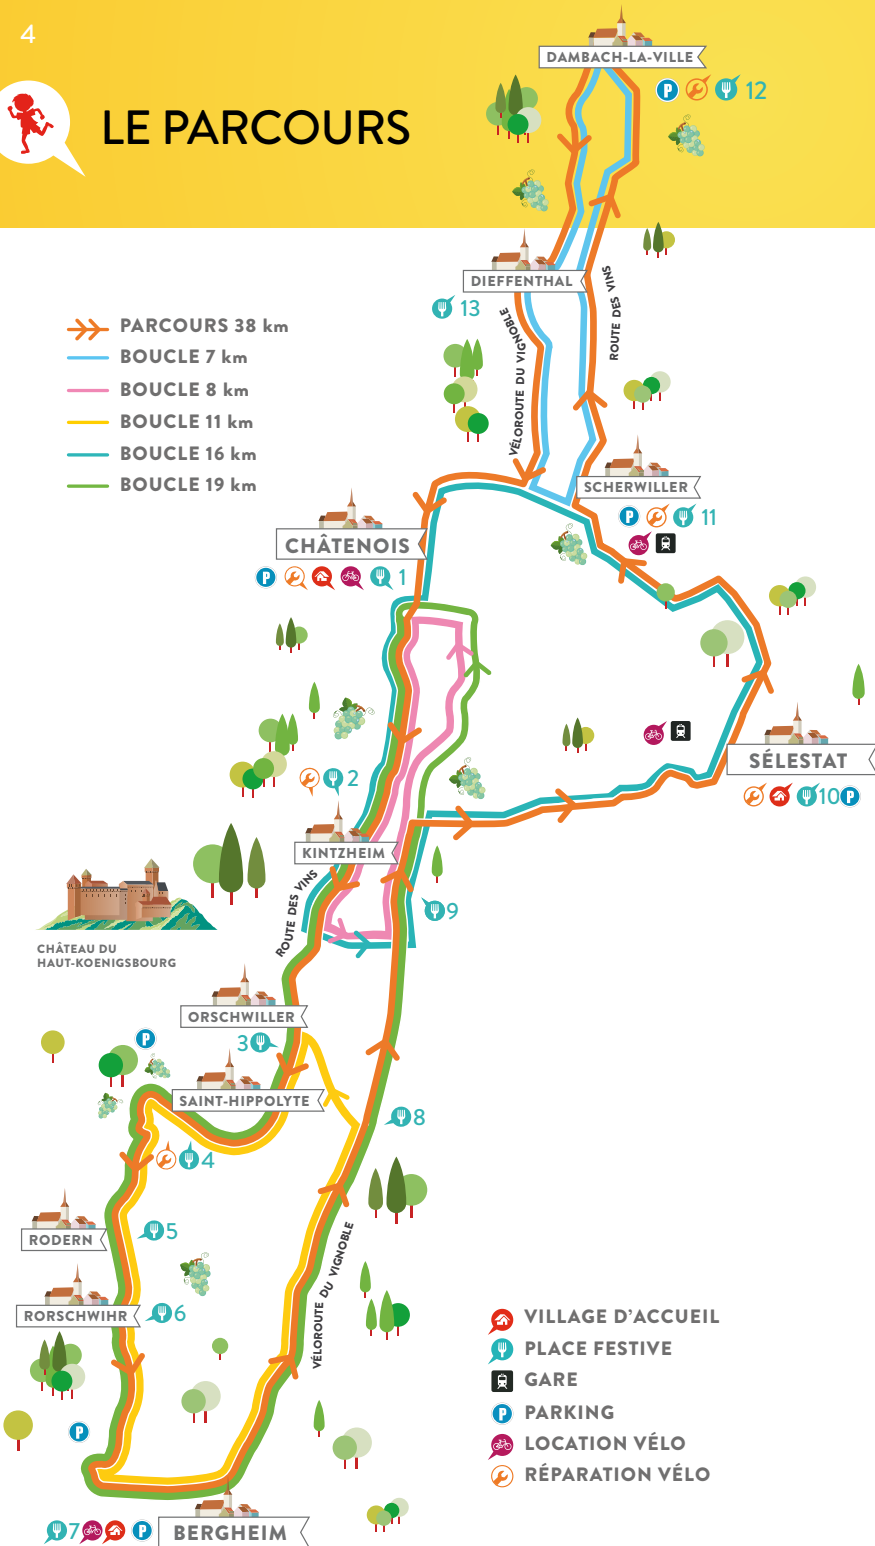 4
LE PARCOURS
DAMBACH-LA-VILLE
P
12
DIEFFENTHAL
13
VÉLOROUTE DU VIGNOBLE
ROUTE DES VINS
PARCOURS 38 km
BOUCLE 7 km
BOUCLE 8 km
BOUCLE 11 km
BOUCLE 16 km
BOUCLE 19 km
SCHERWILLER
P
11
CHÂTENOIS
P
1
SÉLESTAT
10 P
2
KINTZHEIM
ROUTE DES VINS
9
CHÂTEAU DU
HAUT-KOENIGSBOURG
ORSCHWILLER
P
3
SAINT-HIPPOLYTE
8
4
RODERN
5
VÉLOROUTE DU VIGNOBLE
RORSCHWIHR
6
P
7
P
BERGHEIM
VILLAGE D'ACCUEIL
PLACE FESTIVE
GARE
P PARKING
LOCATION VÉLO
RÉPARATION VÉLO